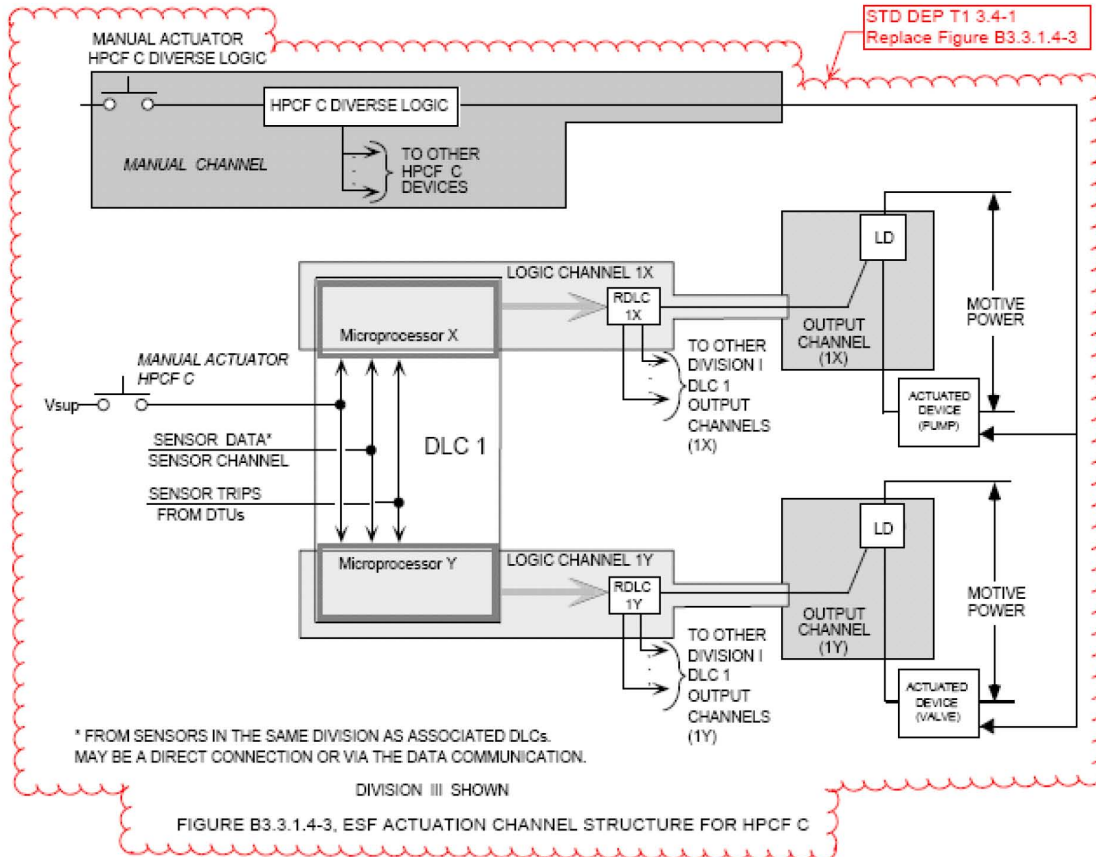 STD DEP T1 3.4-1
Replace Figure B3.3.1.4-3
MANUAL ACTUATOR
HPCF C DIVERSE LOGIC
HPCF C DIVERSE LOGIC
MANUAL CHANNEL
TO OTHER
HPCF C
DEVICES
LOGIC CHANNEL 1X
Microprocessor X
RDLC
1X
LD
OUTPUT
CHANNEL
(1X)
MOTIVE
POWER
ACTUATED
DEVICE
(PUMP)
TO OTHER
DIVISION I
DLC 1
OUTPUT
CHANNELS
(1X)
MANUAL ACTUATOR
HPCF C
Vsup
SENSOR DATA*
SENSOR CHANNEL
DLC 1
SENSOR TRIPS
FROM DTUs
LOGIC CHANNEL 1Y
Microprocessor Y
RDLC
1Y
LD
OUTPUT
CHANNEL
(1Y)
MOTIVE
POWER
ACTUATED
DEVICE
(VALVE)
TO OTHER
DIVISION I
DLC 1
OUTPUT
CHANNELS
(1Y)
* FROM SENSORS IN THE SAME DIVISION AS ASSOCIATED DLCs.
MAY BE A DIRECT CONNECTION OR VIA THE DATA COMMUNICATION.
DIVISION III SHOWN
FIGURE B3.3.1.4-3, ESF ACTUATION CHANNEL STRUCTURE FOR HPCF C